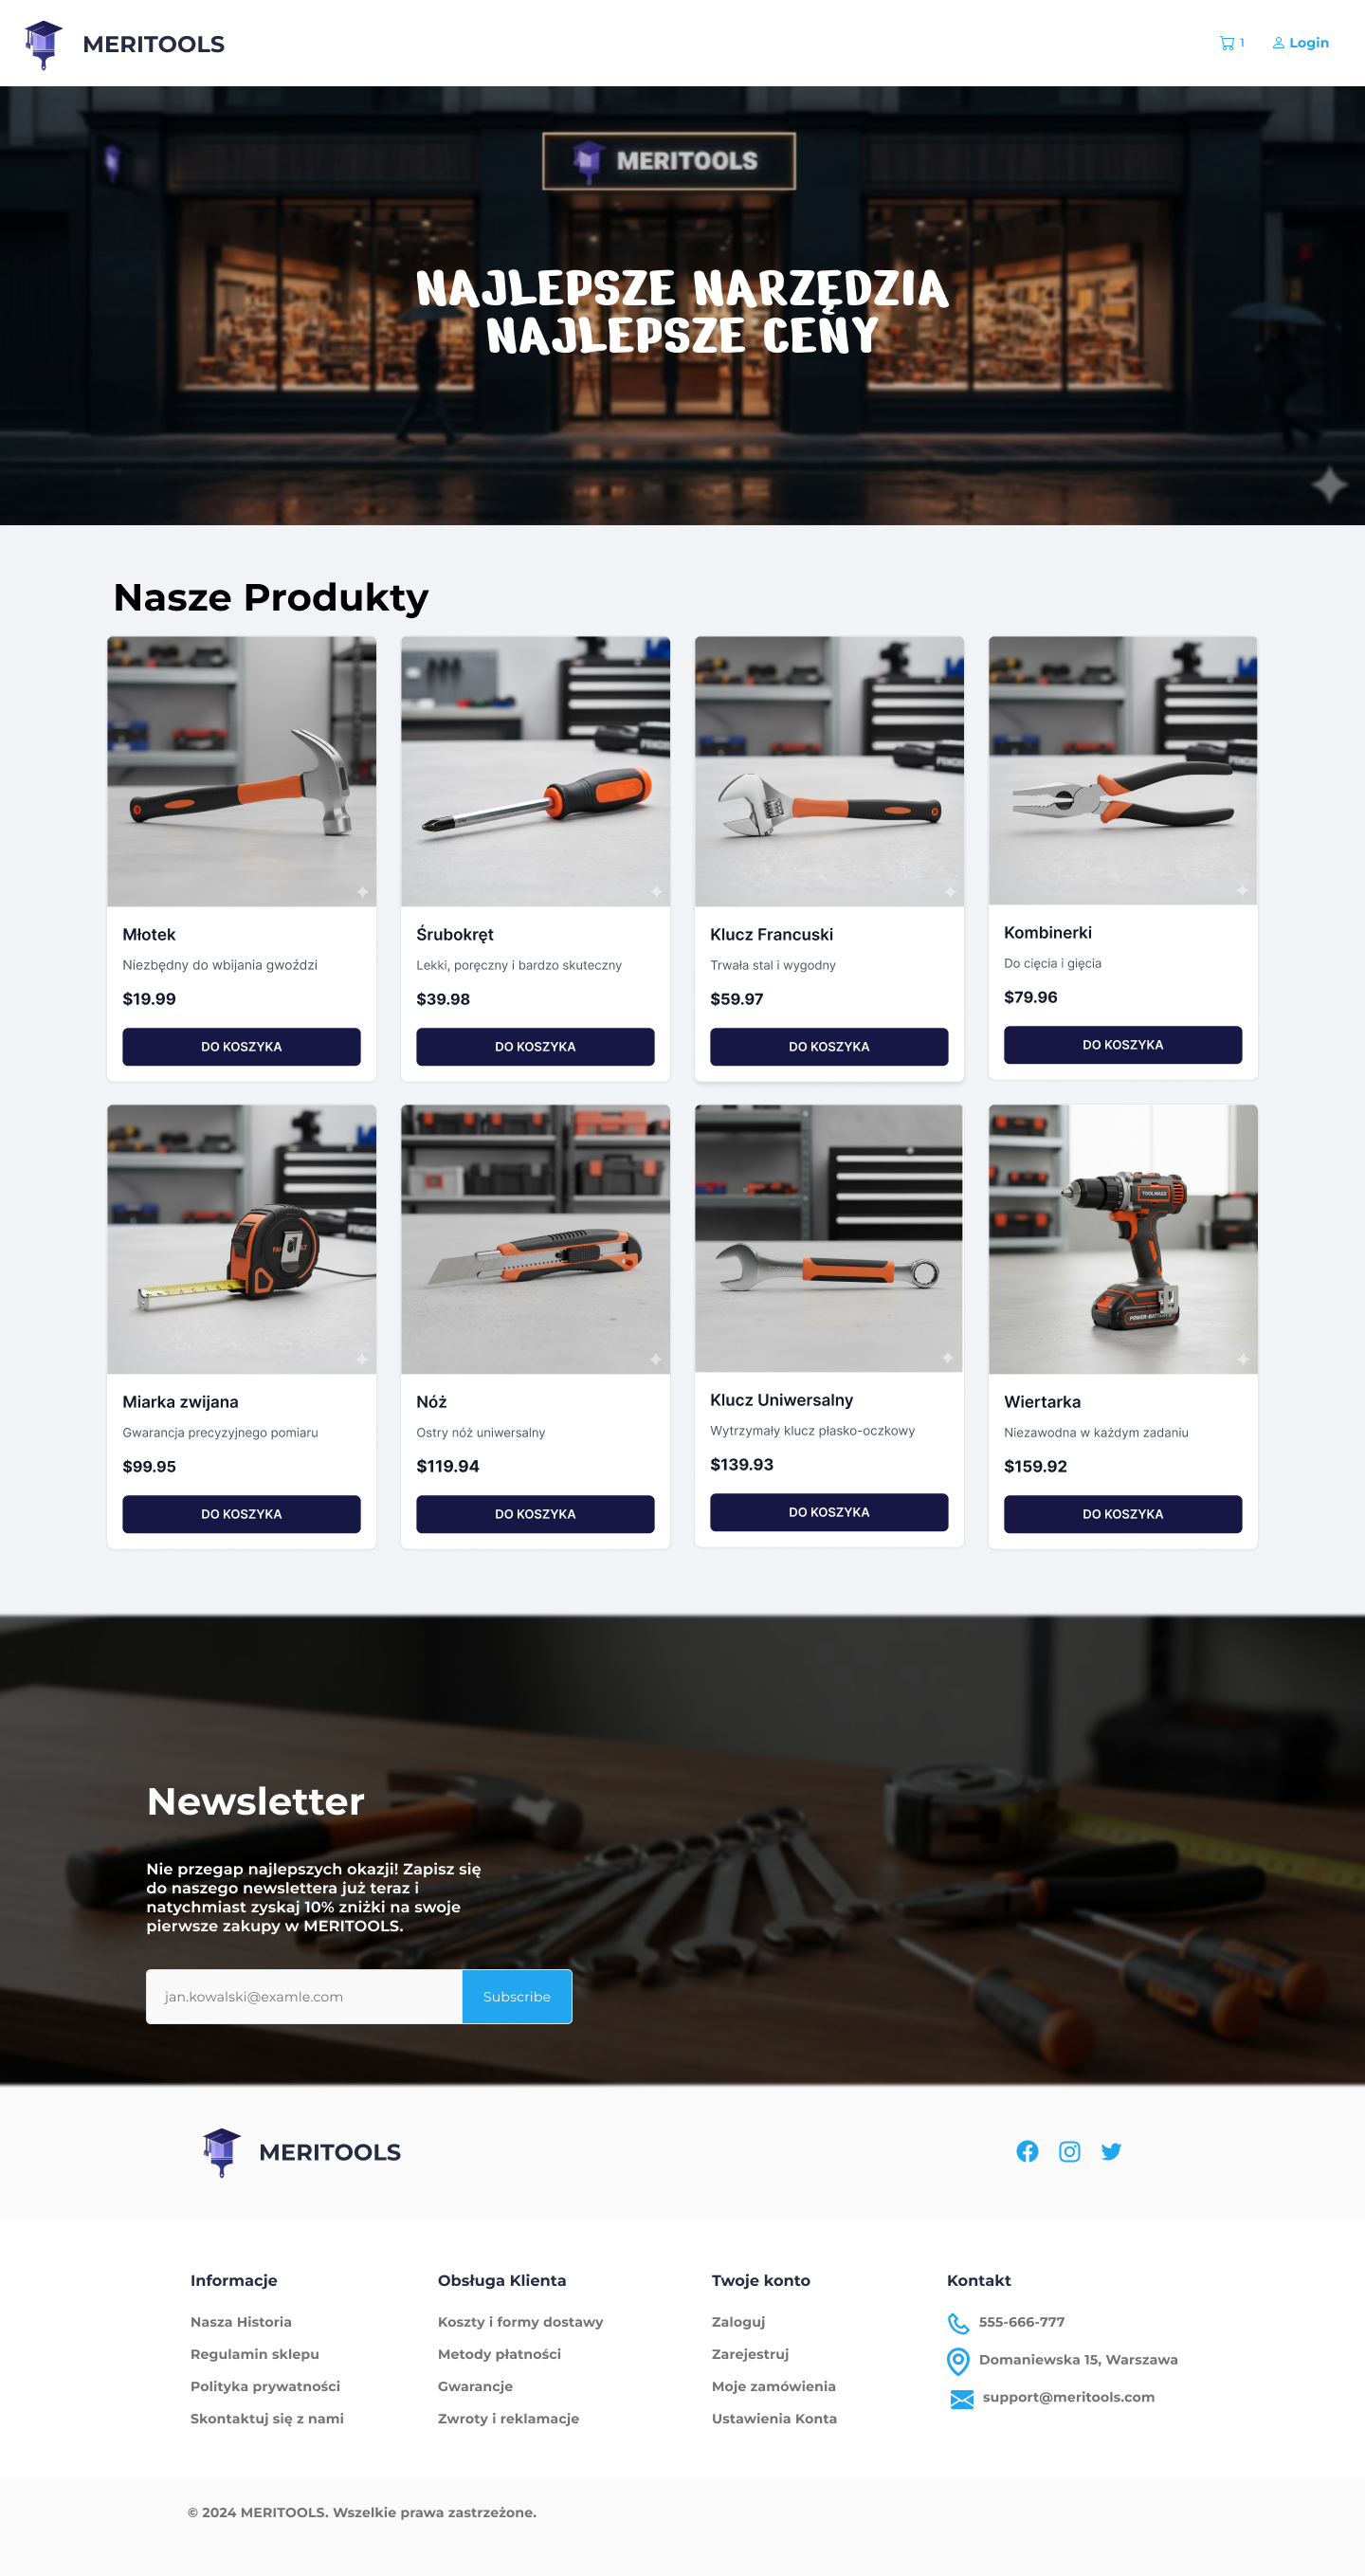 MERITOOLS
1
Login
MERITOOLS
NAJLEPSZE NARZĘDZIA
NAJLEPSZE CENY
Nasze Produkty
Młotek
Niezbędny do wbijania gwoździ
$19.99
DO KOSZYKA
Śrubokręt
Lekki, poręczny i bardzo skuteczny
$39.98
DO KOSZYKA
Klucz Francuski
Trwała stal i wygodny
$59.97
DO KOSZYKA
Kombinerki
Do cięcia i gięcia
$79.96
DO KOSZYKA
Miarka zwijana
Gwarancja precyzyjnego pomiaru
$99.95
DO KOSZYKA
Nóż
Ostry nóż uniwersalny
$119.94
DO KOSZYKA
Klucz Uniwersalny
Wytrzymały klucz płasko-oczkowy
$139.93
DO KOSZYKA
TOOLMAXX
Wiertarka
Niezawodna w każdym zadaniu
$159.92
DO KOSZYKA
Newsletter
Nie przegap najlepszych okazji! Zapisz się
do naszego newslettera już teraz i
natychmiast zyskaj 10% zniżki na swoje
pierwsze zakupy w MERITOOLS.
jan.kowalski@examle.com
Subscribe
MERITOOLS
Informacje
Nasza Historia
Regulamin sklepu
Polityka prywatności
Skontaktuj się z nami
Obsługa Klienta
Koszty i formy dostawy
Metody płatności
Gwarancje
Zwroty i reklamacje
Twoje konto
Zaloguj
Zarejestruj
Moje zamówienia
Ustawienia Konta
Kontakt
555-666-777
Domaniewska 15, Warszawa
support@meritools.com
© 2024 MERITOOLS. Wszelkie prawa zastrzeżone.